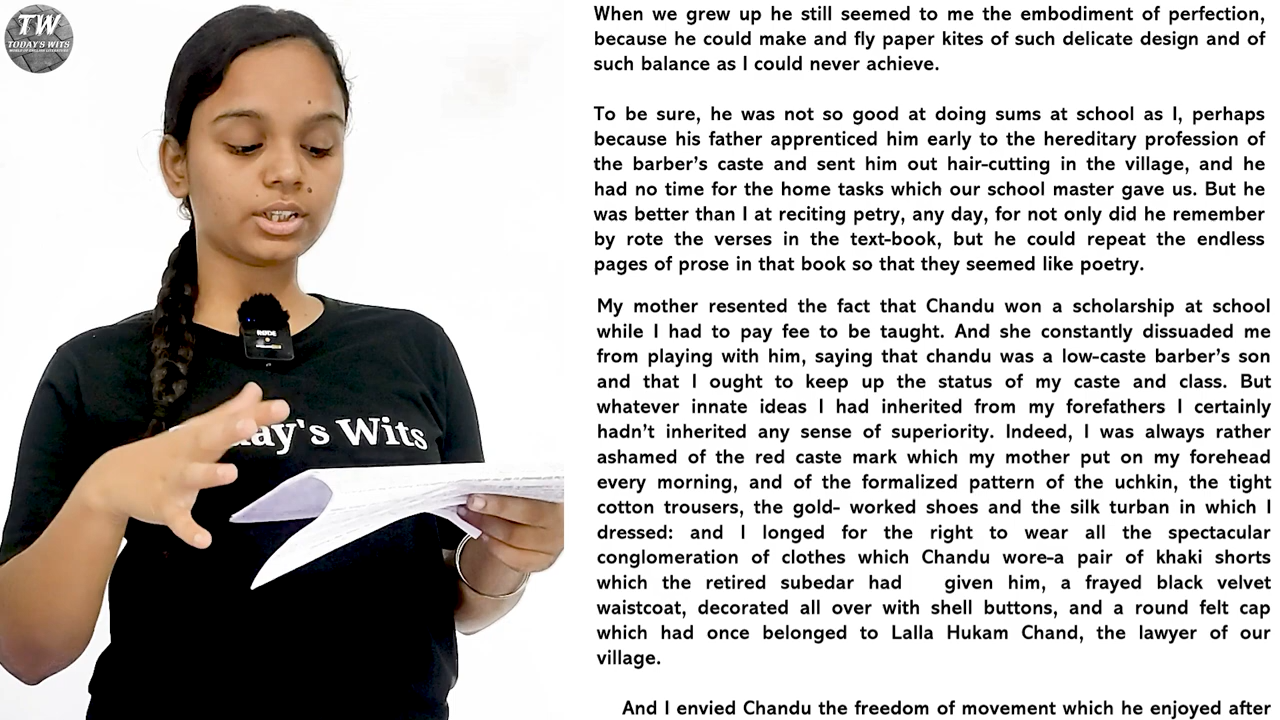 TW
TODAY'S WITS
RØDE
ay's Wits
When we grew up he still seemed to me the embodiment of perfection,
because he could make and fly paper kites of such delicate design and of
such balance as I could never achieve.
To be sure, he was not so good at doing sums at school as I, perhaps
because his father apprenticed him early to the hereditary profession of
the barber's caste and sent him out hair-cutting in the village, and he
had no time for the home tasks which our school master gave us. But he
was better than I at reciting petry, any day, for not only did he remember
by rote the verses in the text-book, but he could repeat the endless
pages of prose in that book so that they seemed like poetry.
My mother resented the fact that Chandu won a scholarship at school
while I had to pay fee to be taught. And she constantly dissuaded me
from playing with him, saying that chandu was a low-caste barber's son
and that I ought to keep up the status of my caste and class. But
whatever innate ideas I had inherited from my forefathers I certainly
hadn't inherited any sense of superiority. Indeed, I was always rather
ashamed of the red caste mark which my mother put on my forehead
every morning, and of the formalized pattern of the uchkin, the tight
cotton trousers, the gold- worked shoes and the silk turban in which I
dressed: and I longed for the right to wear all the spectacular
conglomeration of clothes which Chandu wore-a pair of khaki shorts
which the retired subedar had given him, a frayed black velvet
waistcoat, decorated all over with shell buttons, and a round felt cap
which had once belonged to Lalla Hukam Chand, the lawyer of our
village.
And I envied Chandu the freedom of movement which he enjoyed after